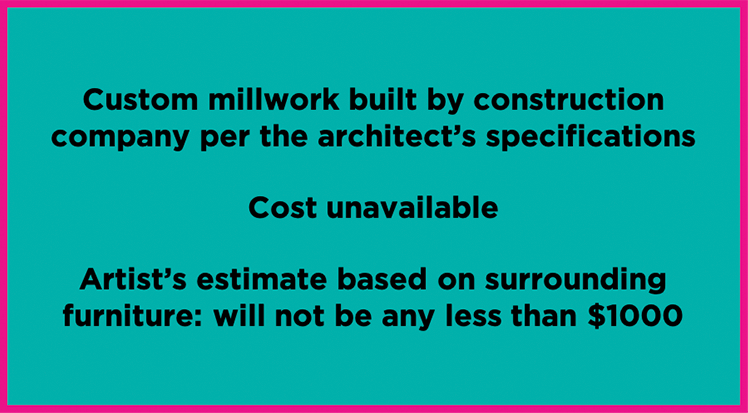 Custom millwork built by construction
company per the architect’s specifications
Cost unavailable
Artist’s estimate based on surrounding
furniture: will not be any less than $1000